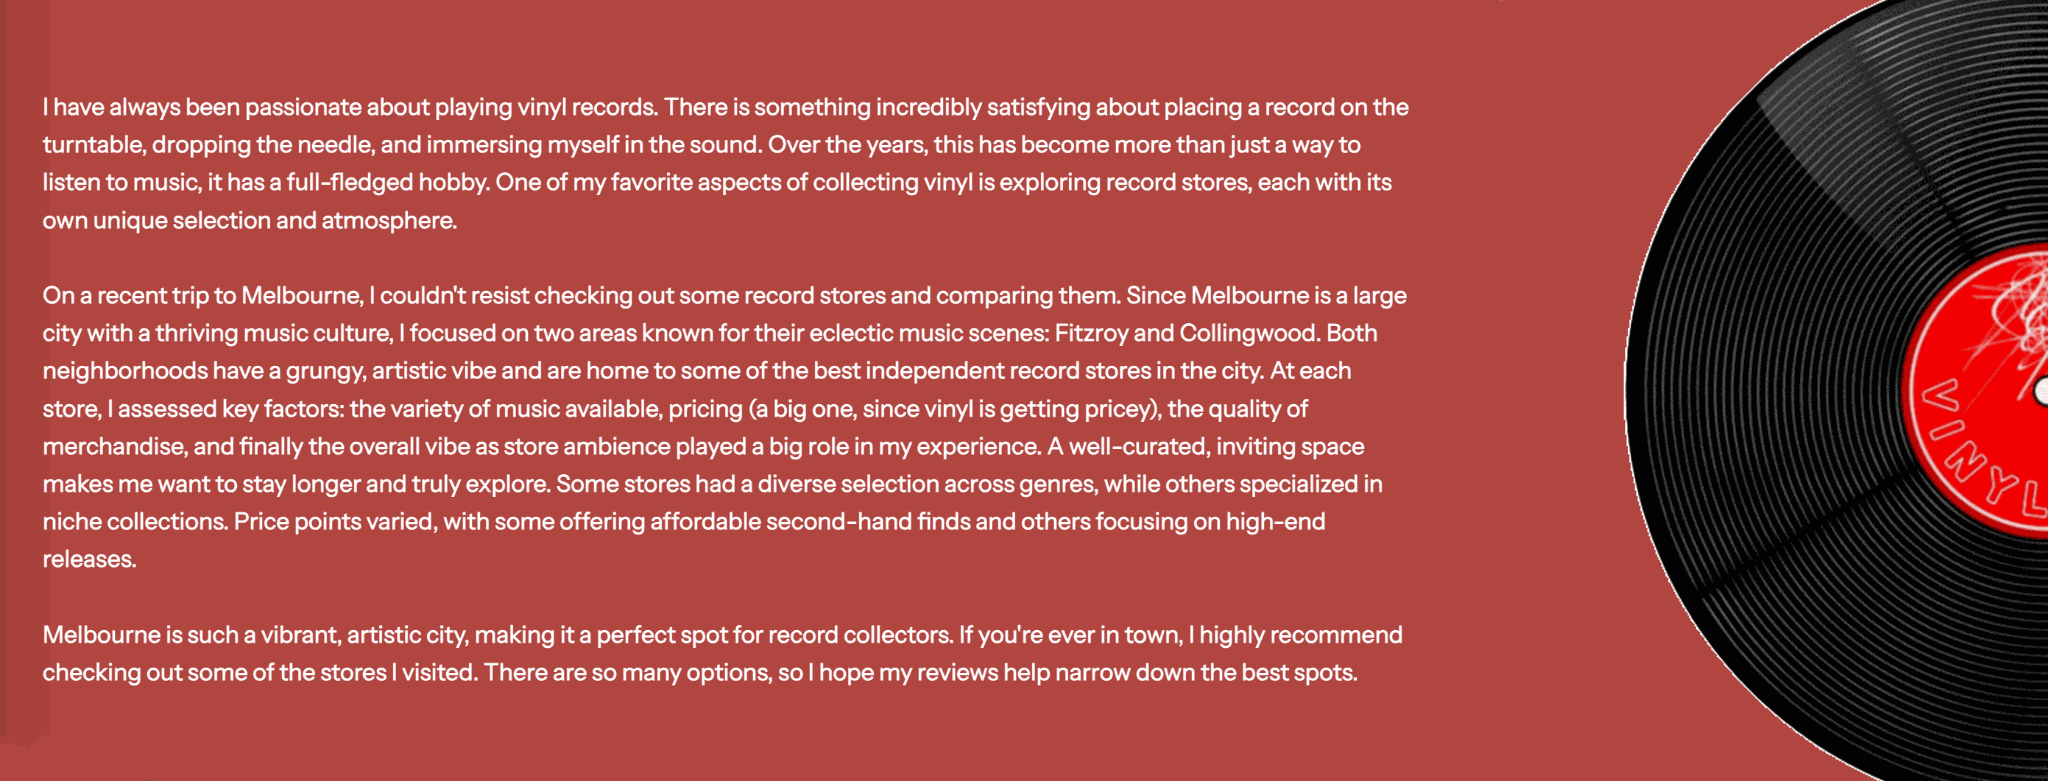 I have always been passionate about playing vinyl records. There is something incredibly satisfying about placing a record on the
turntable, dropping the needle, and immersing myself in the sound. Over the years, this has become more than just a way to
listen to music, it has a full-fledged hobby. One of my favorite aspects of collecting vinyl is exploring record stores, each with its
own unique selection and atmosphere.
On a recent trip to Melbourne, I couldn't resist checking out some record stores and comparing them. Since Melbourne is a large
city with a thriving music culture, I focused on two areas known for their eclectic music scenes: Fitzroy and Collingwood. Both
neighborhoods have a grungy, artistic vibe and are home to some of the best independent record stores in the city. At each
store, I assessed key factors: the variety of music available, pricing (a big one, since vinyl is getting pricey), the quality of
merchandise, and finally the overall vibe as store ambience played a big role in my experience. A well-curated, inviting space
makes me want to stay longer and truly explore. Some stores had a diverse selection across genres, while others specialized in
niche collections. Price points varied, with some offering affordable second-hand finds and others focusing on high-end
releases.
Melbourne is such a vibrant, artistic city, making it a perfect spot for record collectors. If you're ever in town, I highly recommend
checking out some of the stores I visited. There are so many options, so I hope my reviews help narrow down the best spots.
VINYL